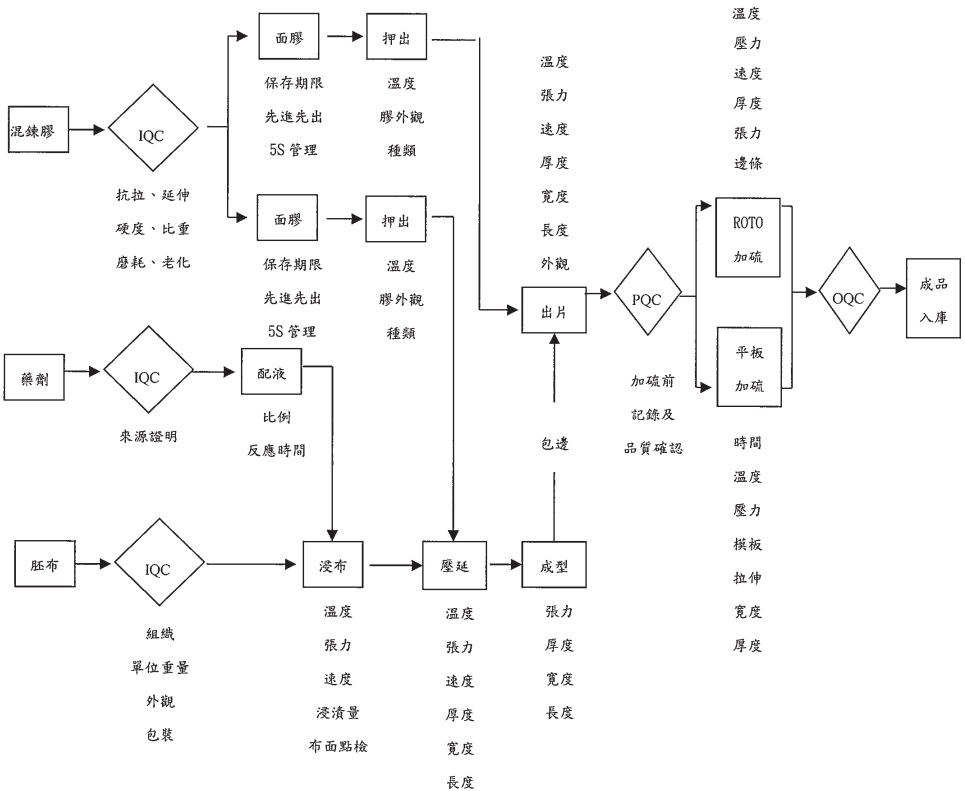 混鍊膠
IQC
抗拉、延伸
硬度、比重
磨耗、老化
面膠
保存期限
先進先出
5S 管理
押出
溫度
膠外觀
種類
面膠
保存期限
先進先出
5S 管理
押出
溫度
膠外觀
種類
藥劑
IQC
來源證明
配液
比例
反應時間
胚布
IQC
組織
單位重量
外觀
包裝
浸布
溫度
張力
速度
浸漬量
布面點檢
壓延
溫度
張力
速度
厚度
寬度
長度
成型
張力
厚度
寬度
長度
包邊
溫度
張力
速度
厚度
寬度
長度
外觀
出片
PQC
加硫前
記錄及
品質確認
溫度
壓力
速度
厚度
張力
邊條
ROTO
加硫
平板
加硫
時間
溫度
壓力
模板
拉伸
寬度
厚度
OQC
成品
入庫